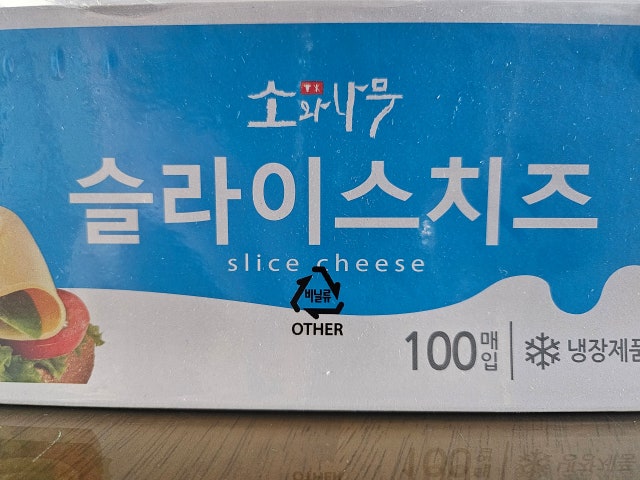 소와나무
슬라이스치즈
slice cheese
비닐류
OTHER
100매입
냉장제품